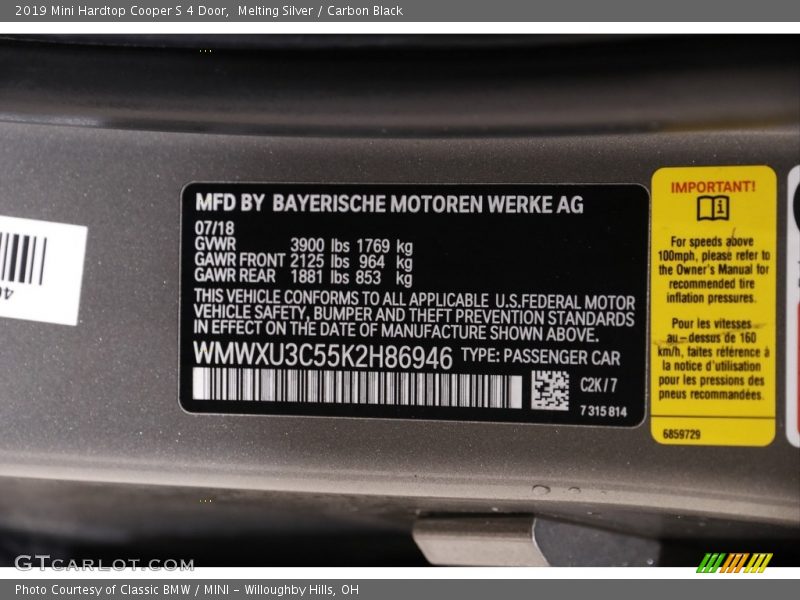 2019 Mini Hardtop Cooper S 4 Door,  Melting Silver / Carbon Black
MFD BY BAYERISCHE MOTOREN WERKE AG
07/18
GVWR 3900 lbs 1769 kg
GAWR FRONT 2125 lbs 964 kg
GAWR REAR 1881 lbs 853 kg
THIS VEHICLE CONFORMS TO ALL APPLICABLE U.S.FEDERAL MOTOR
VEHICLE SAFETY, BUMPER AND THEFT PREVENTION STANDARDS
IN EFFECT ON THE DATE OF MANUFACTURE SHOWN ABOVE.
WMWXU3C55K2H86946 TYPE: PASSENGER CAR
C2K / 7
7 315 814
IMPORTANT!
For speeds above
100mph, please refer to
the Owner's Manual for
recommended tire
inflation pressures.
Pour les vitesses
au-dessus de 160
km/h, faites référence à
la notice d'utilisation
pour les pressions des
pneus recommandées.
6859729
GTCARLOT.COM
Photo Courtesy of Classic BMW / MINI - Willoughby Hills, OH